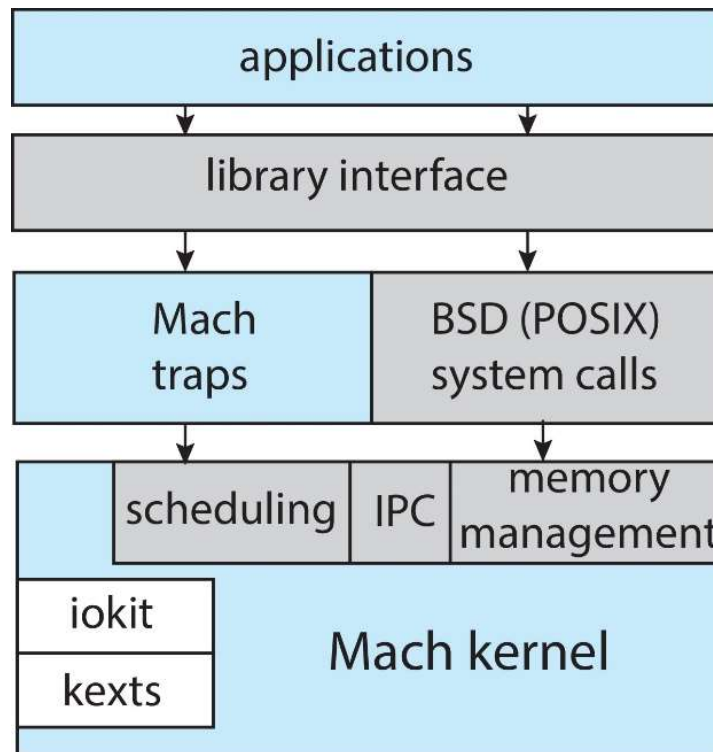 applications
library interface
Mach
traps
BSD (POSIX)
system calls
scheduling
IPC
memory
management
iokit
kexts
Mach kernel